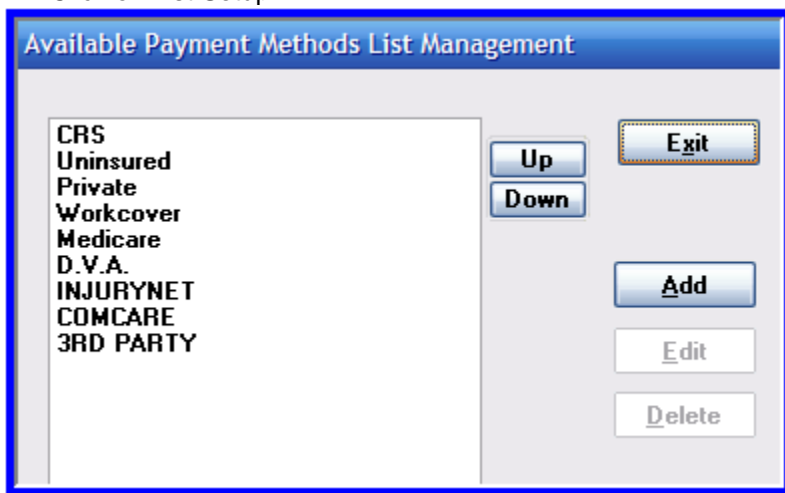 Available Payment Methods List Management
CRS
Uninsured
Private
Workcover
Medicare
D.V.A.
INJURYNET
COMCARE
3RD PARTY
Up
Down
Exit
Add
Edit
Delete